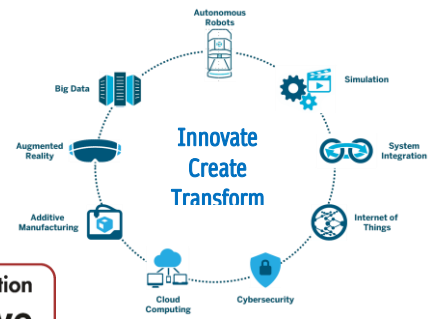 Autonomous
Robots
Simulation
System
Integration
Internet of
Things
Cybersecurity
Cloud
Computing
Additive
Manufacturing
Augmented
Reality
Big Data
Innovate
Create
Transform